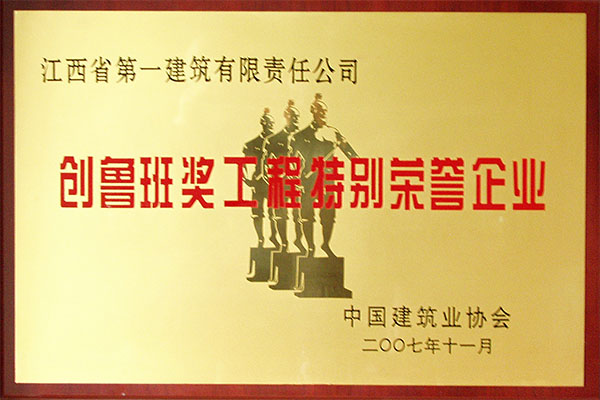 江西省第一建筑有限责任公司
创鲁班奖工程特别荣誉企业
中国建筑业协会
二〇〇七年十一月